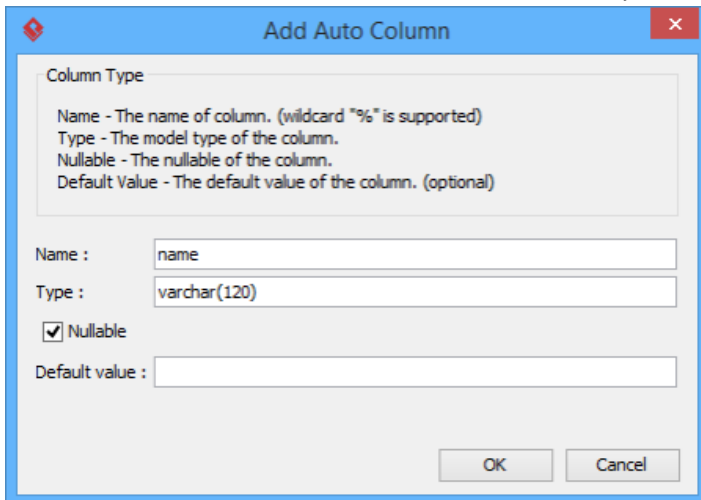 Add Auto Column
×
Column Type
Name - The name of column. (wildcard "%" is supported)
Type - The model type of the column.
Nullable - The nullable of the column.
Default Value - The default value of the column. (optional)
Name : name
Type : varchar(120)
Nullable
Default value :
OK Cancel